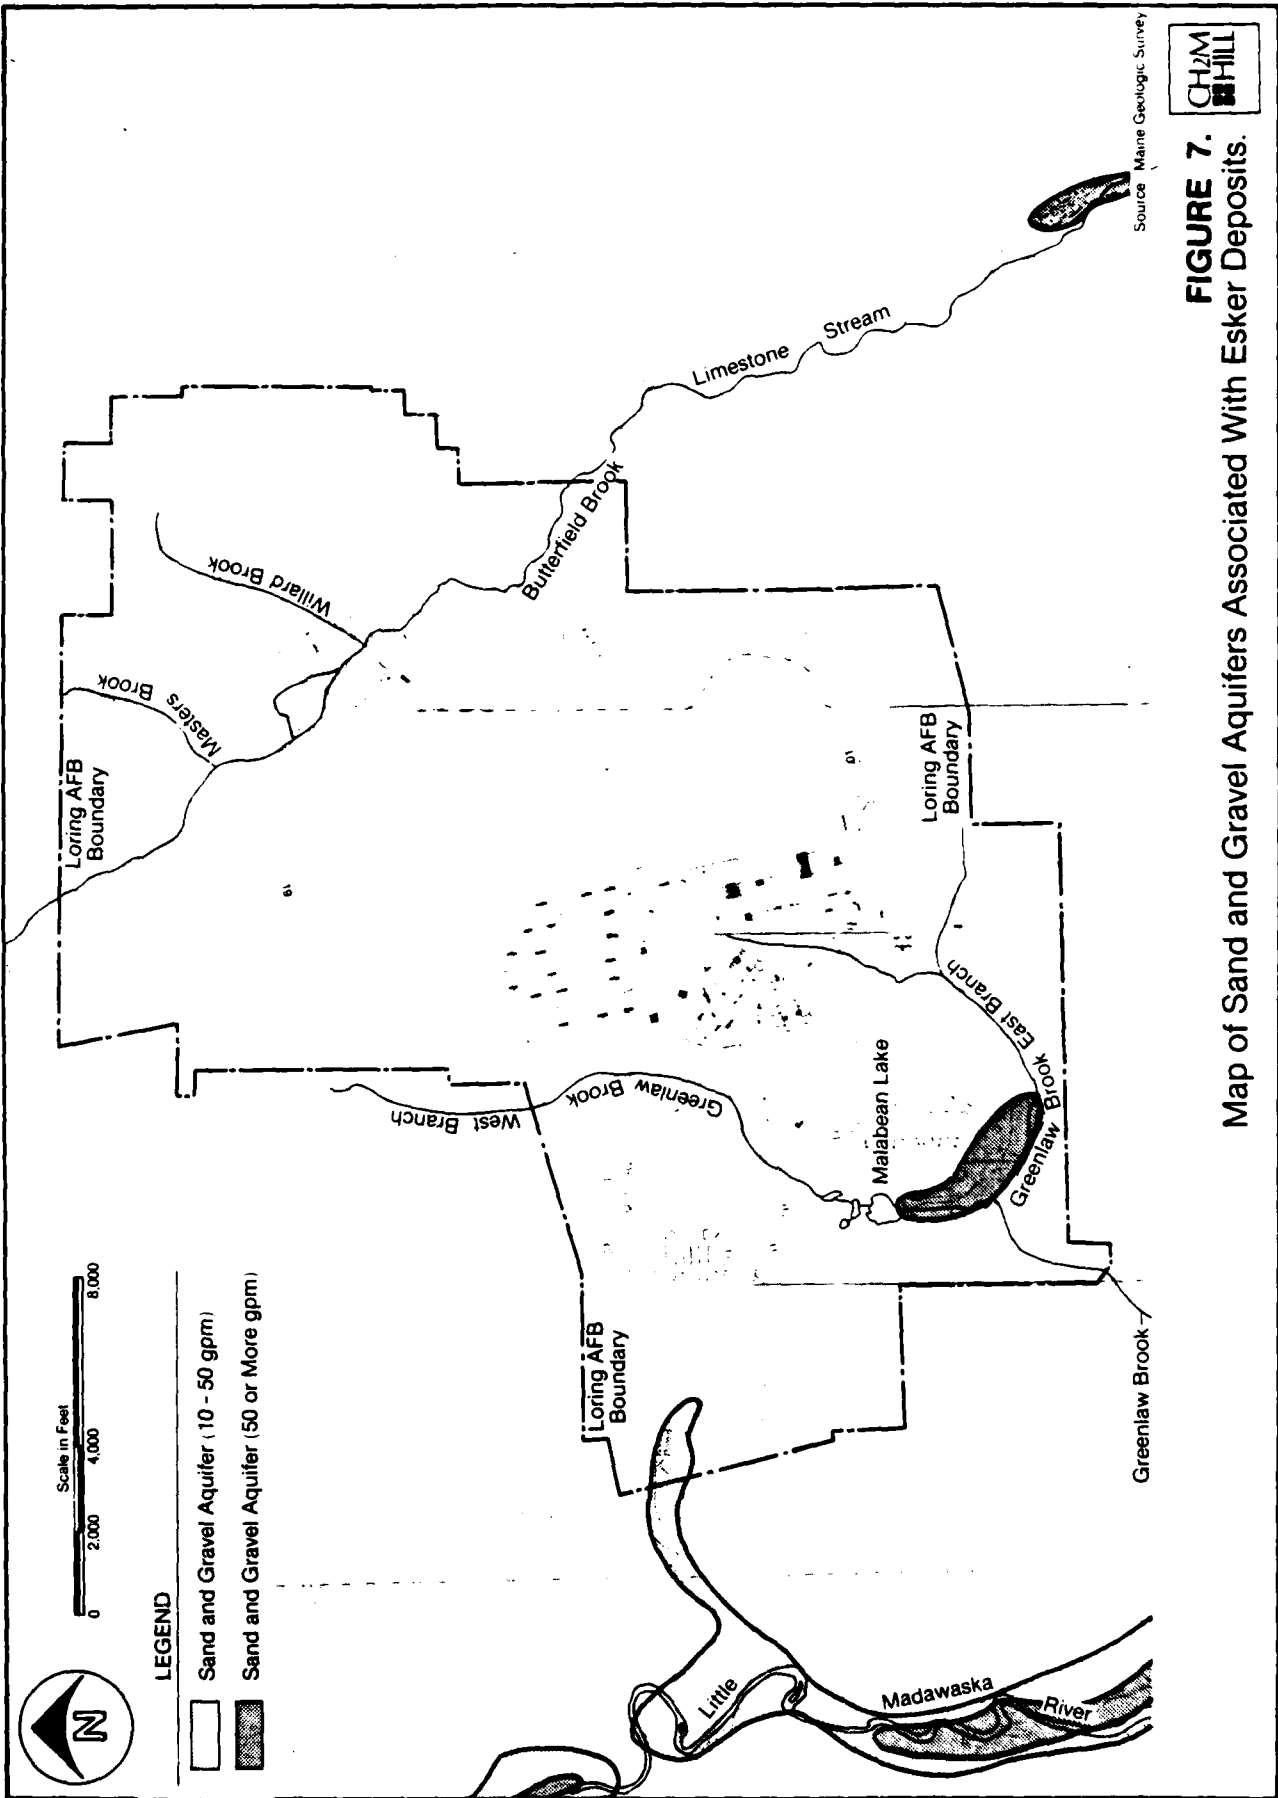 N
Scale in Feet
0 2,000 4,000 8,000
LEGEND
Sand and Gravel Aquifer (10 - 50 gpm)
Sand and Gravel Aquifer (50 or More gpm)
Loring AFB
Boundary
Masters Brook
Willard Brook
Butterfield Brook
Limestone Stream
West Branch
Greenlaw Brook
Loring AFB
Boundary
Malabean Lake
Loring AFB
Boundary
East Branch
Greenlaw Brook
Greenlaw Brook
Little
Madawaska
River
Source Maine Geologic Survey
CH2M
HILL
FIGURE 7.
Map of Sand and Gravel Aquifers Associated With Esker Deposits.